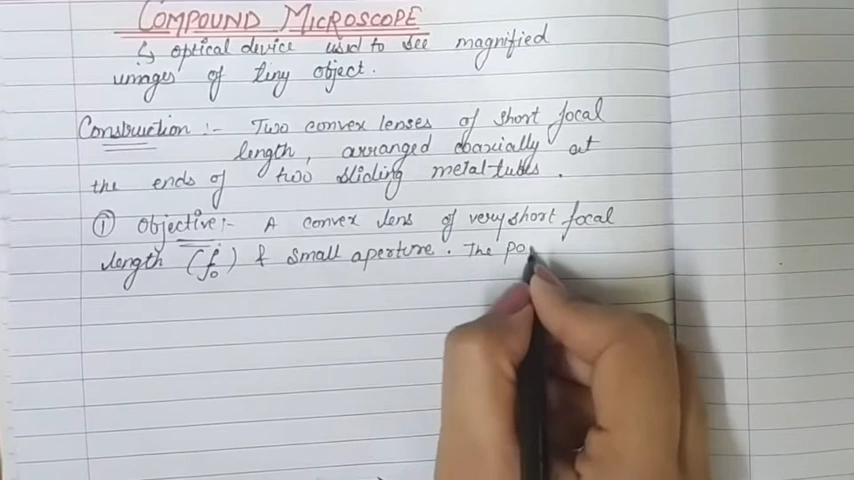 COMPOUND MICROSCOPE
↳ optical device used to see magnified
images of tiny object.
Construction :- Two convex lenses of short focal
length, arranged coaxially at
the ends of two sliding metal-tubes.
① Objective:- A convex lens of very short focal
length (fo) & small aperture. The po